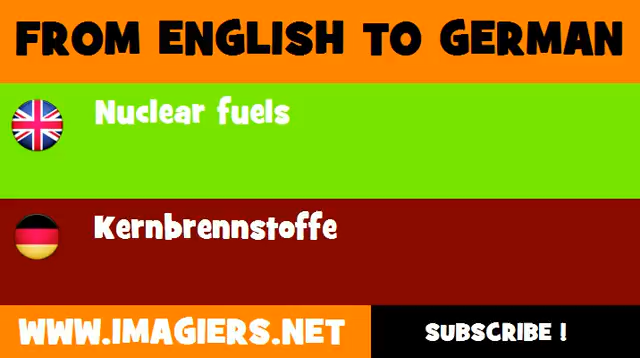 FROM ENGLISH TO GERMAN
Nuclear fuels
Kernbrennstoffe
WWW.IMAGIERS.NET
SUBSCRIBE !